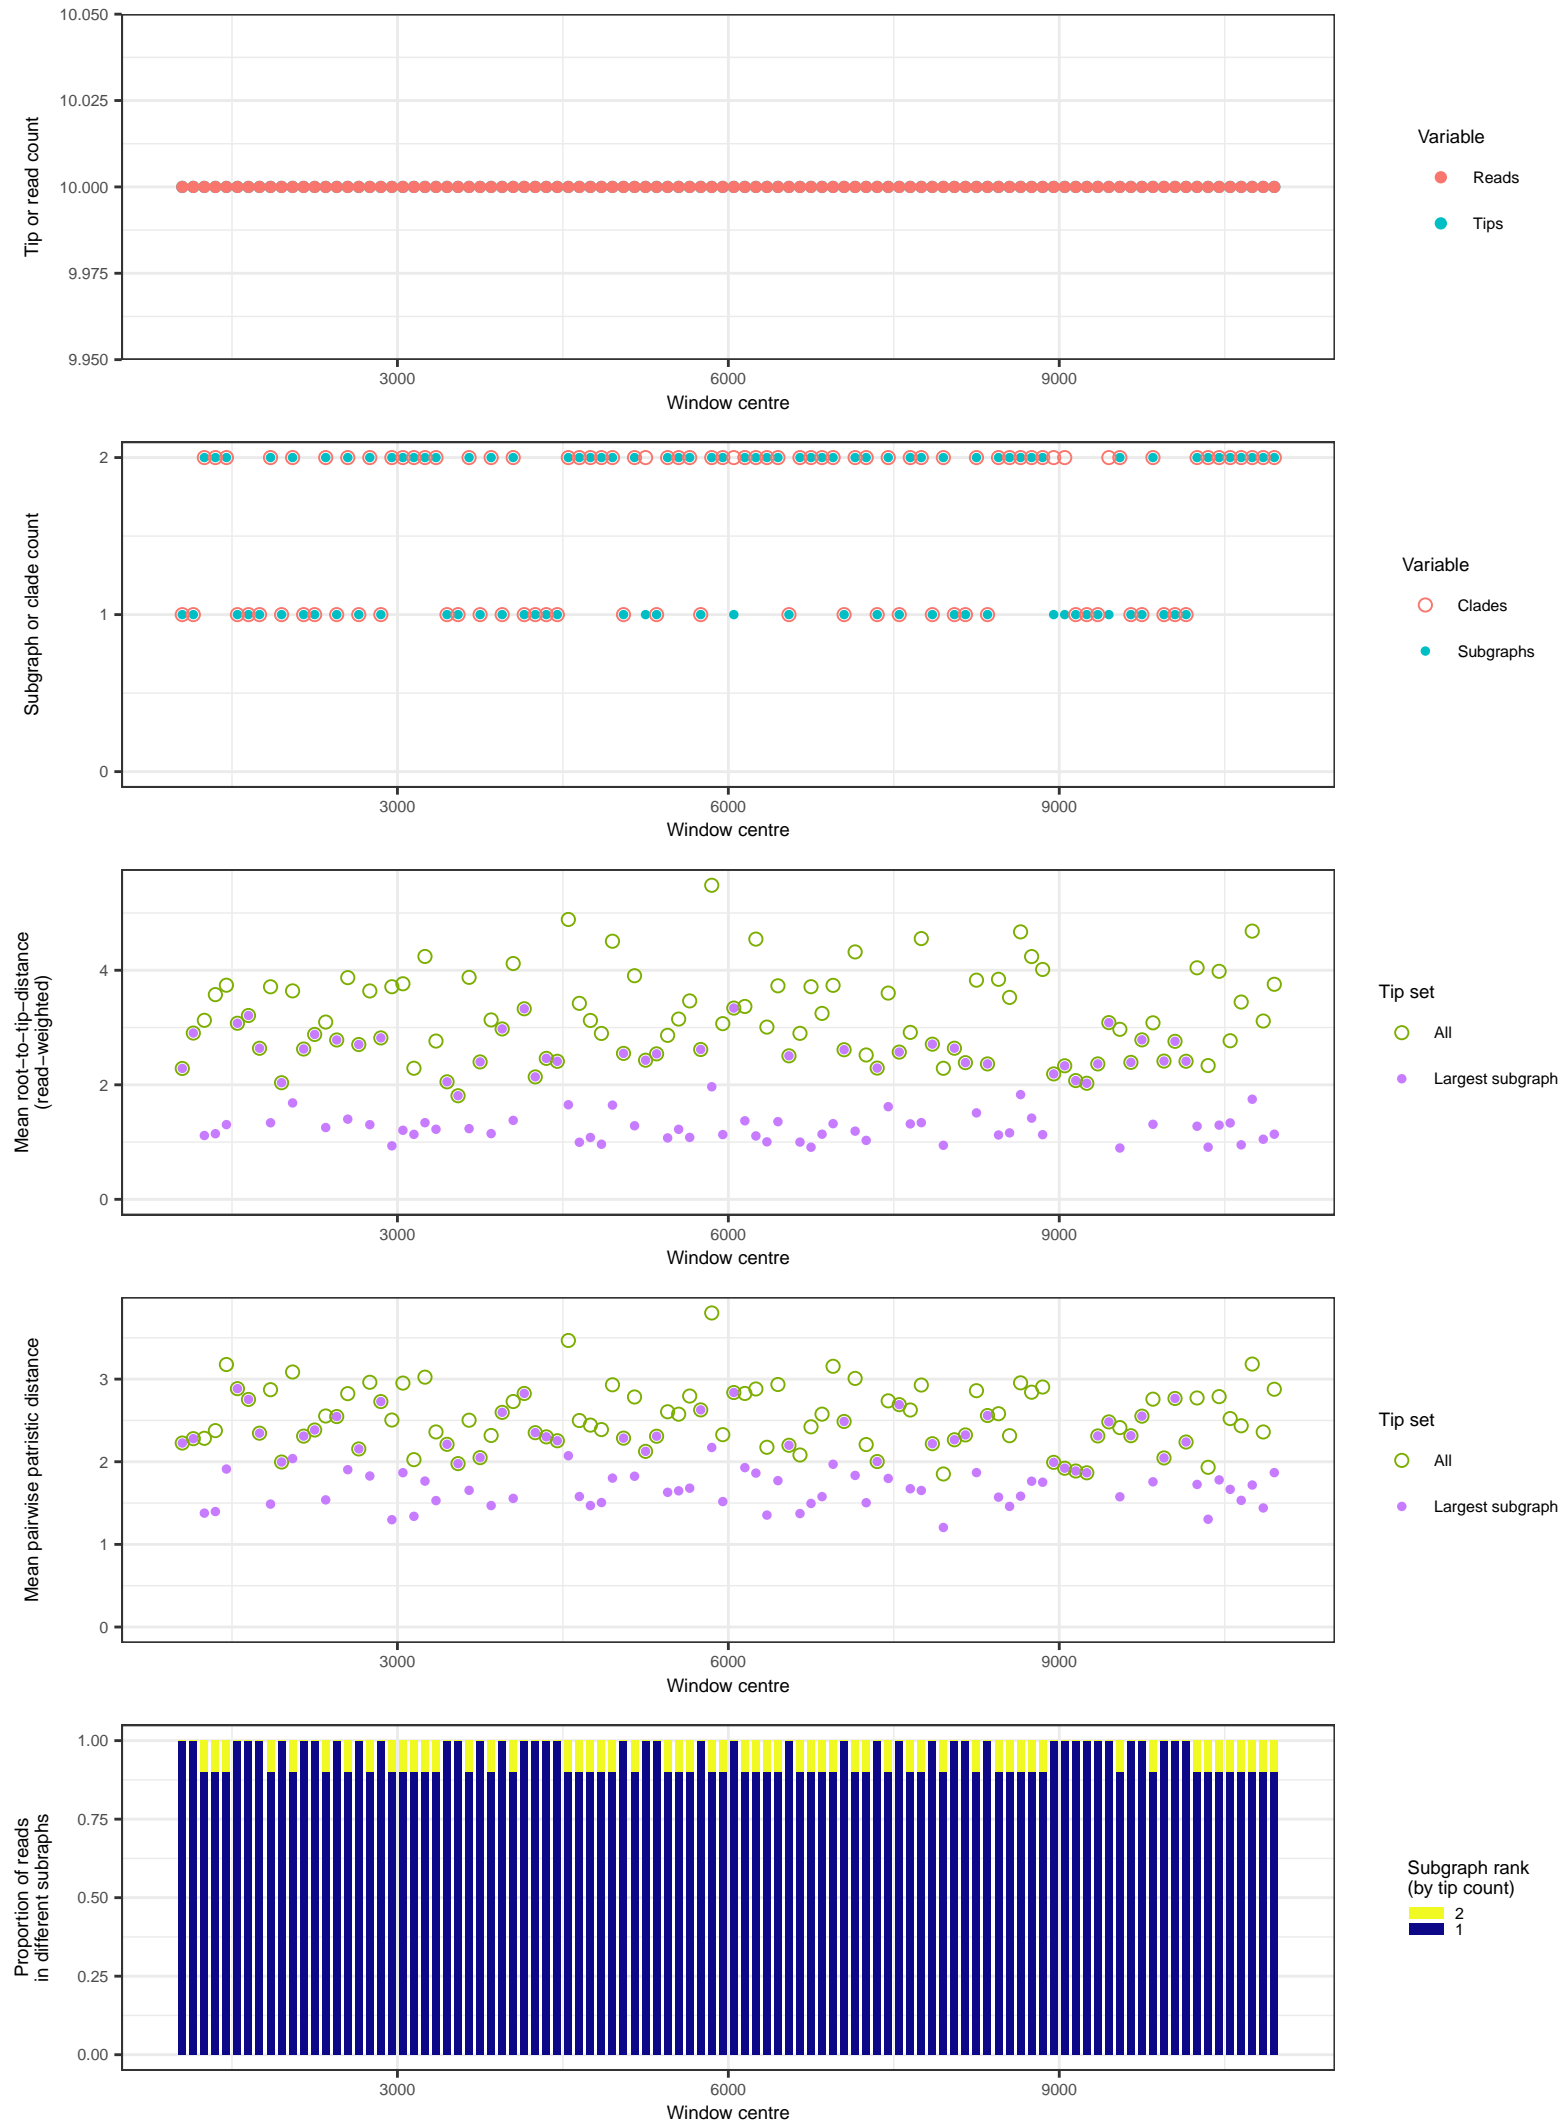 10.050
10.025
10.000
9.975
9.950
Tip or read count
3000
6000
9000
Window centre
Variable
Reads
Tips
2
1
0
Subgraph or clade count
3000
6000
9000
Window centre
Variable
Clades
Subgraphs
4
2
0
Mean root−to−tip−distance
(read−weighted)
3000
6000
9000
Window centre
Tip set
All
Largest subgraph
3
2
1
0
Mean pairwise patristic distance
3000
6000
9000
Window centre
Tip set
All
Largest subgraph
1.00
0.75
0.50
0.25
0.00
Proportion of reads
in different subraphs
3000
6000
9000
Window centre
Subgraph rank
(by tip count)
2
1